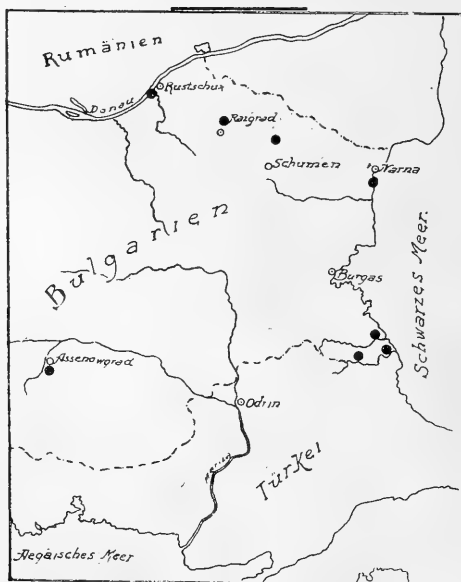 Rumänien
Donau
Rustschuk
Rasgrad
Schumen
Varna
Bulgarien
Burgas
Schwarzes Meer.
Assenowgrad
Odrin
Türkei
Aegäisches Meer